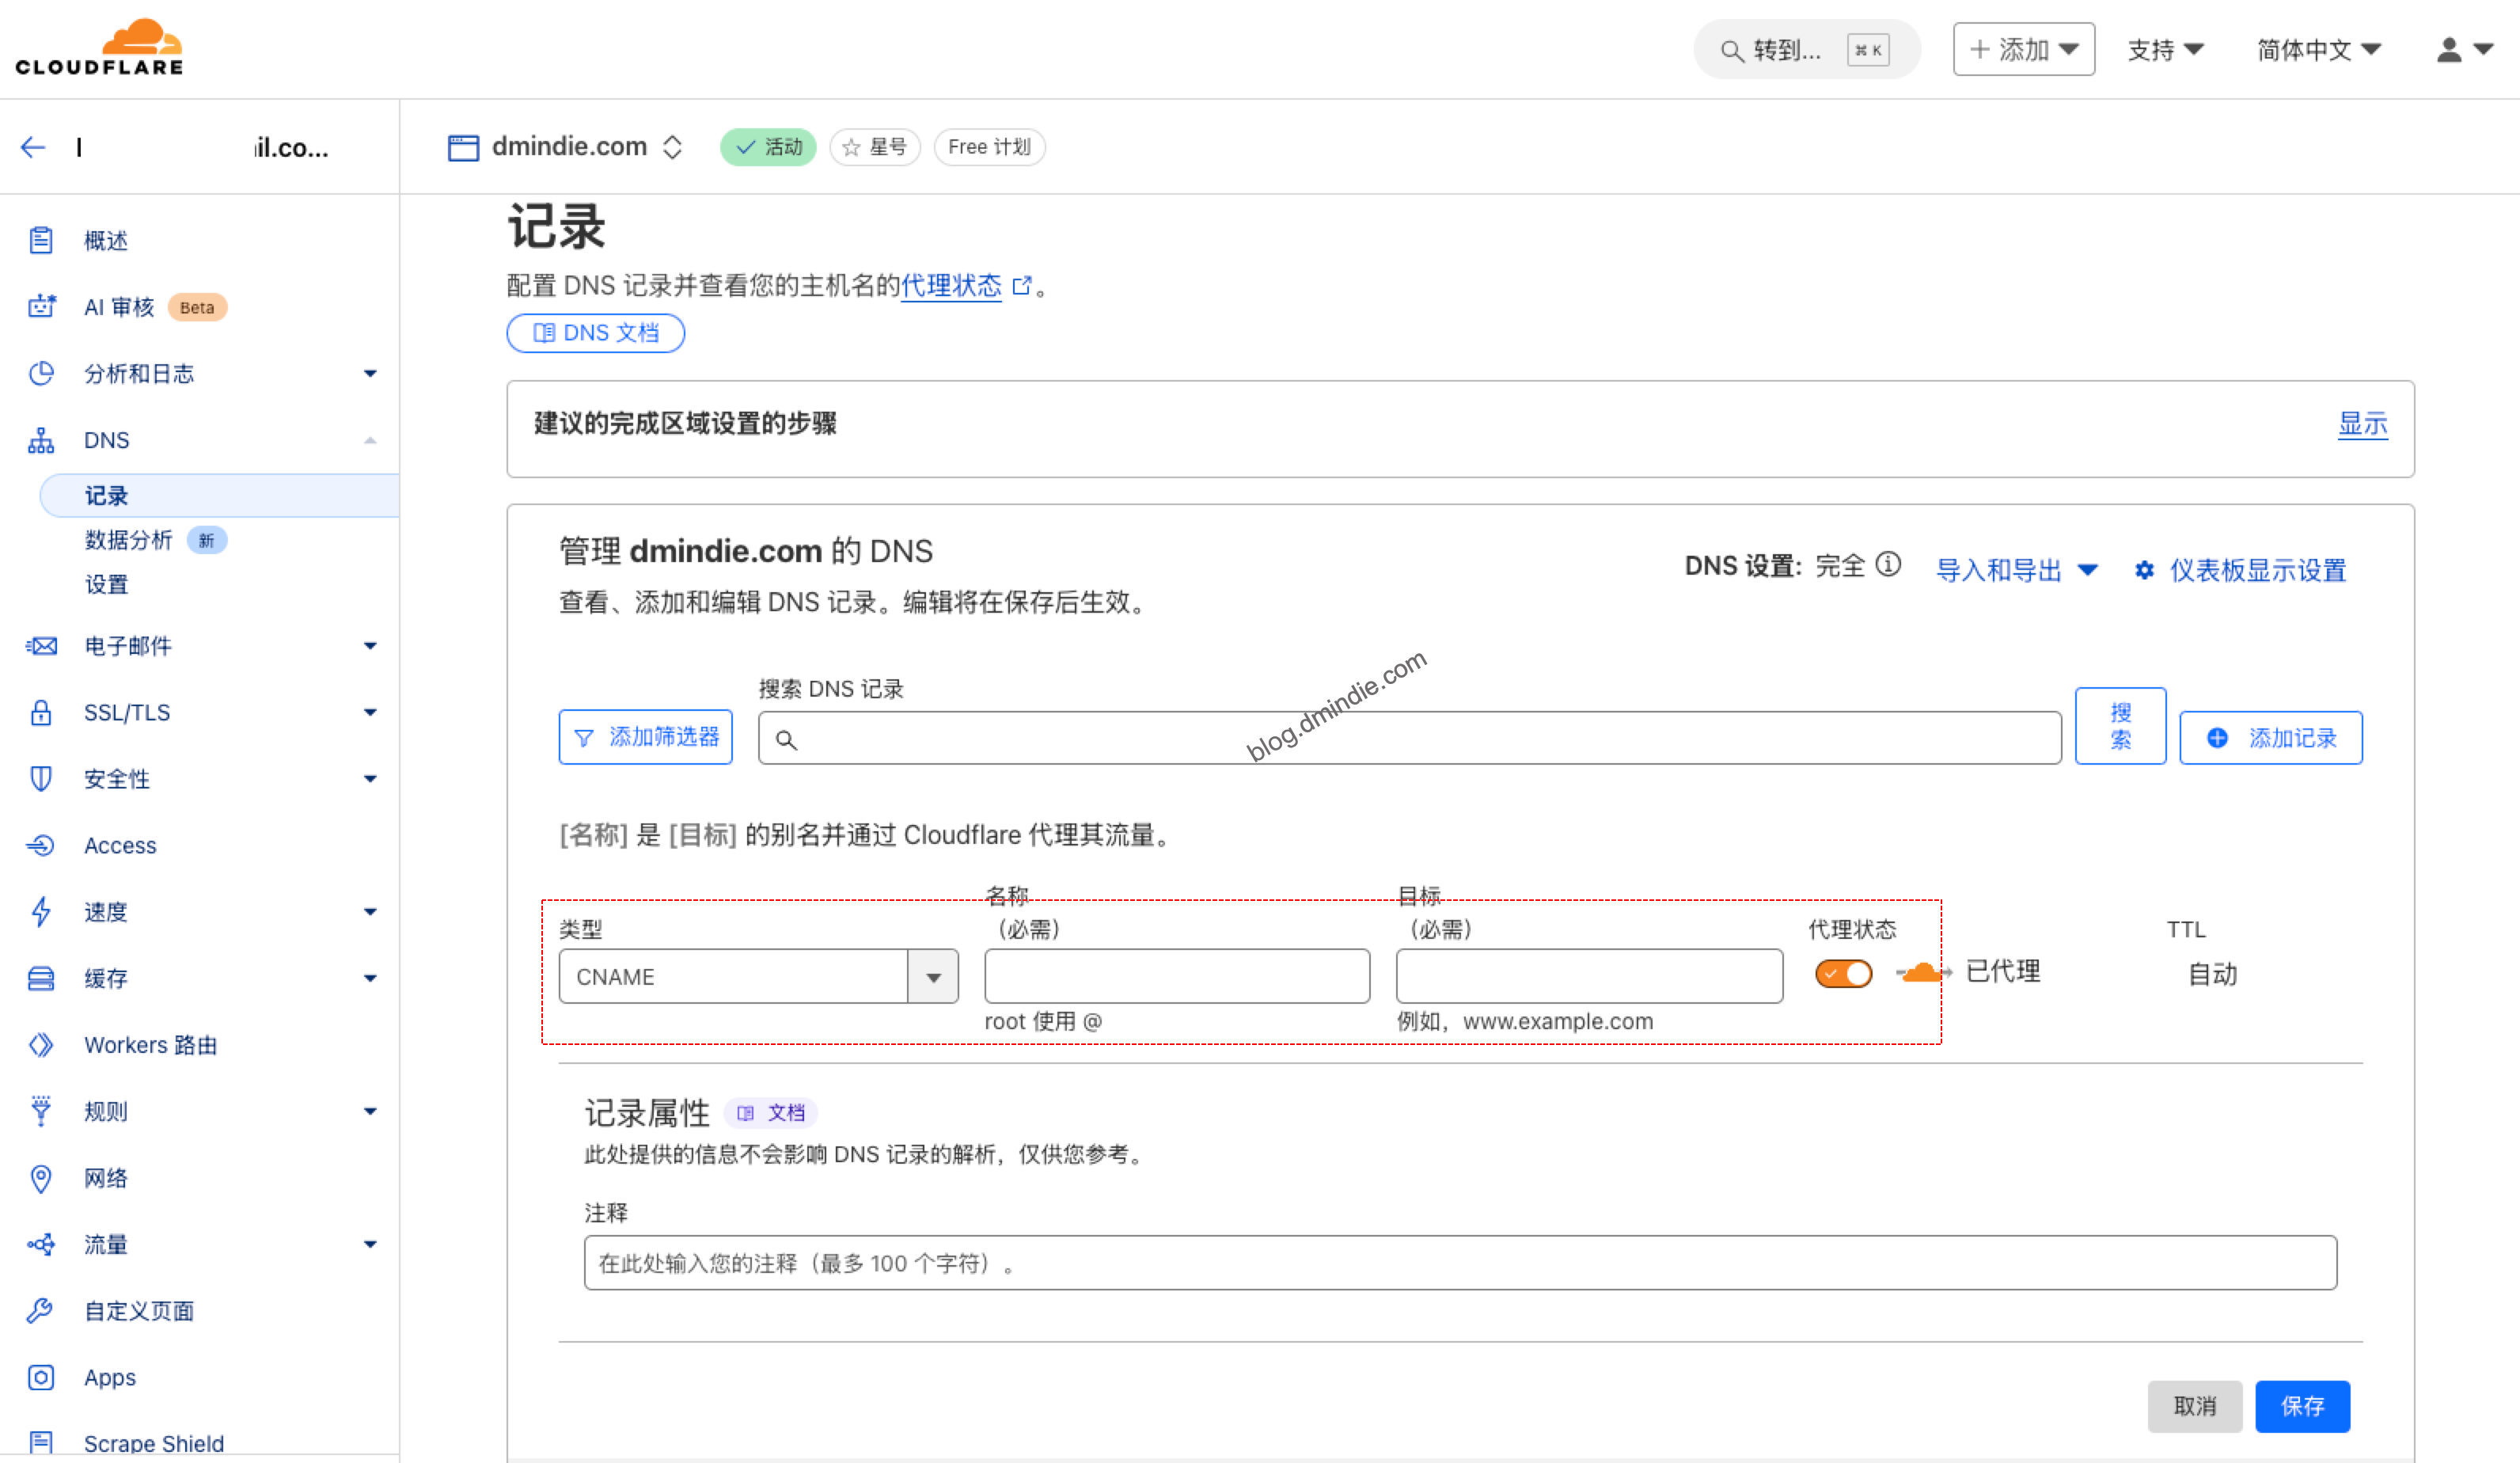 CLOUDFLARE
转到... ⌘ K
添加
支持
简体中文
il.co...
dmindie.com
活动
星号
Free 计划
概述
AI 审核 Beta
分析和日志
DNS
记录
数据分析 新
设置
电子邮件
SSL/TLS
安全性
Access
速度
缓存
Workers 路由
规则
网络
流量
自定义页面
Apps
Scrape Shield
记录
配置 DNS 记录并查看您的主机名的代理状态。
DNS 文档
建议的完成区域设置的步骤
显示
管理 dmindie.com 的 DNS
查看、添加和编辑 DNS 记录。编辑将在保存后生效。
DNS 设置: 完全
导入和导出
仪表板显示设置
搜索 DNS 记录
添加筛选器
搜索
添加记录
blog.dmindie.com
[名称] 是 [目标] 的别名并通过 Cloudflare 代理其流量。
类型
CNAME
名称
（必需）
root 使用 @
目标
（必需）
例如，www.example.com
代理状态
已代理
TTL
自动
记录属性 文档
此处提供的信息不会影响 DNS 记录的解析，仅供您参考。
注释
在此处输入您的注释（最多 100 个字符）。
取消
保存